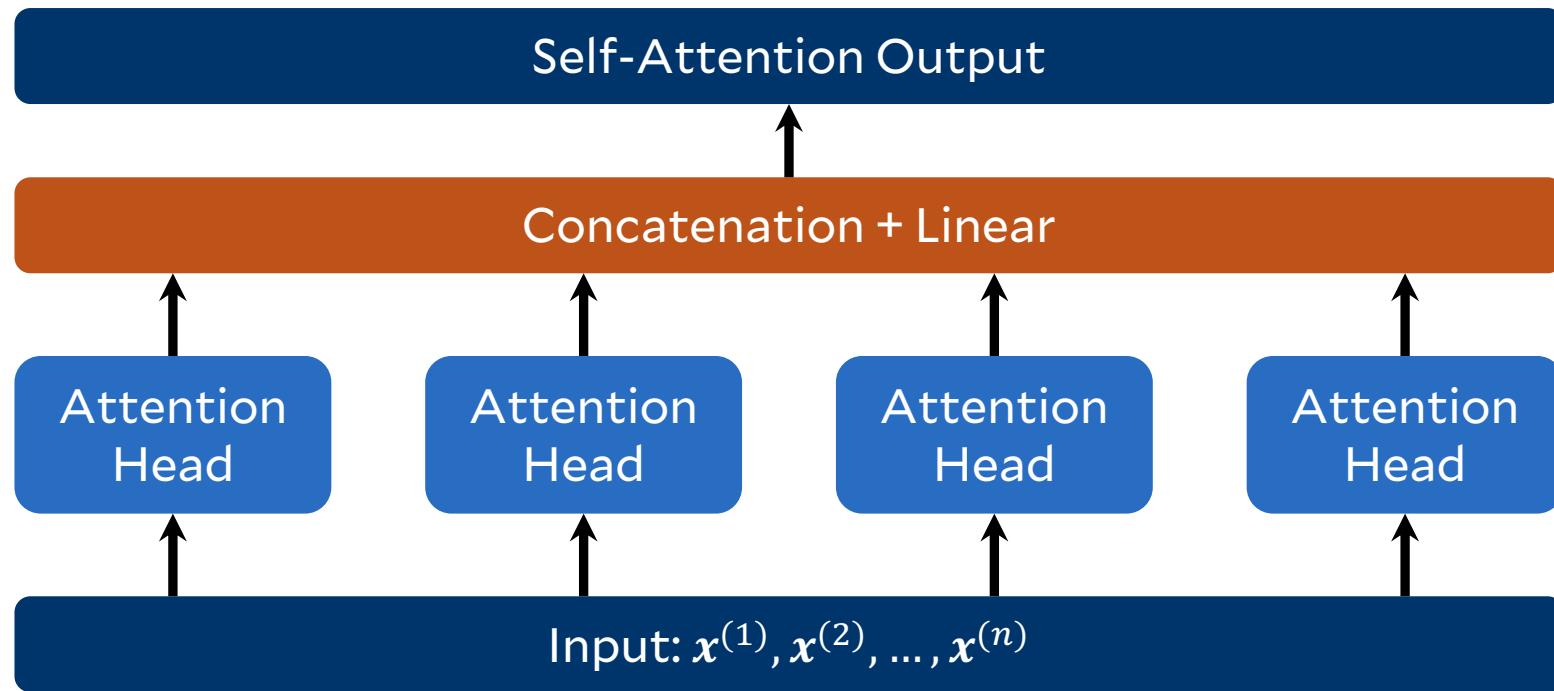 Self-Attention Output
Concatenation + Linear
Attention
Head
Attention
Head
Attention
Head
Attention
Head
Input: 𝒙⁽¹⁾, 𝒙⁽²⁾, … , 𝒙⁽ⁿ⁾